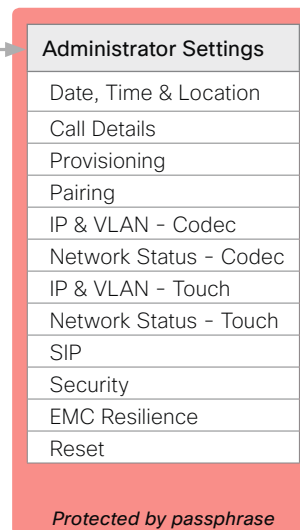 Administrator Settings
Date, Time & Location
Call Details
Provisioning
Pairing
IP & VLAN - Codec
Network Status - Codec
IP & VLAN - Touch
Network Status - Touch
SIP
Security
EMC Resilience
Reset
Protected by passphrase